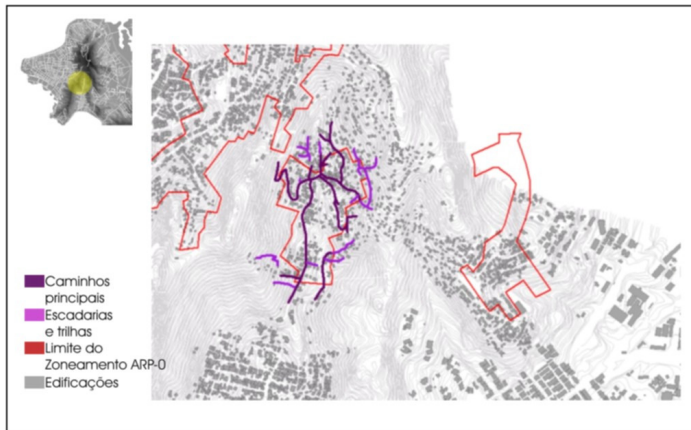 Caminhos
principais
Escadarias
e trilhas
Limite do
Zoneamento ARP-0
Edificações